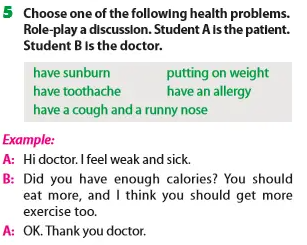 5 Choose one of the following health problems.
Role-play a discussion. Student A is the patient.
Student B is the doctor.
have sunburn putting on weight
have toothache have an allergy
have a cough and a runny nose
Example:
A: Hi doctor. I feel weak and sick.
B: Did you have enough calories? You should
eat more, and I think you should get more
exercise too.
A: OK. Thank you doctor.